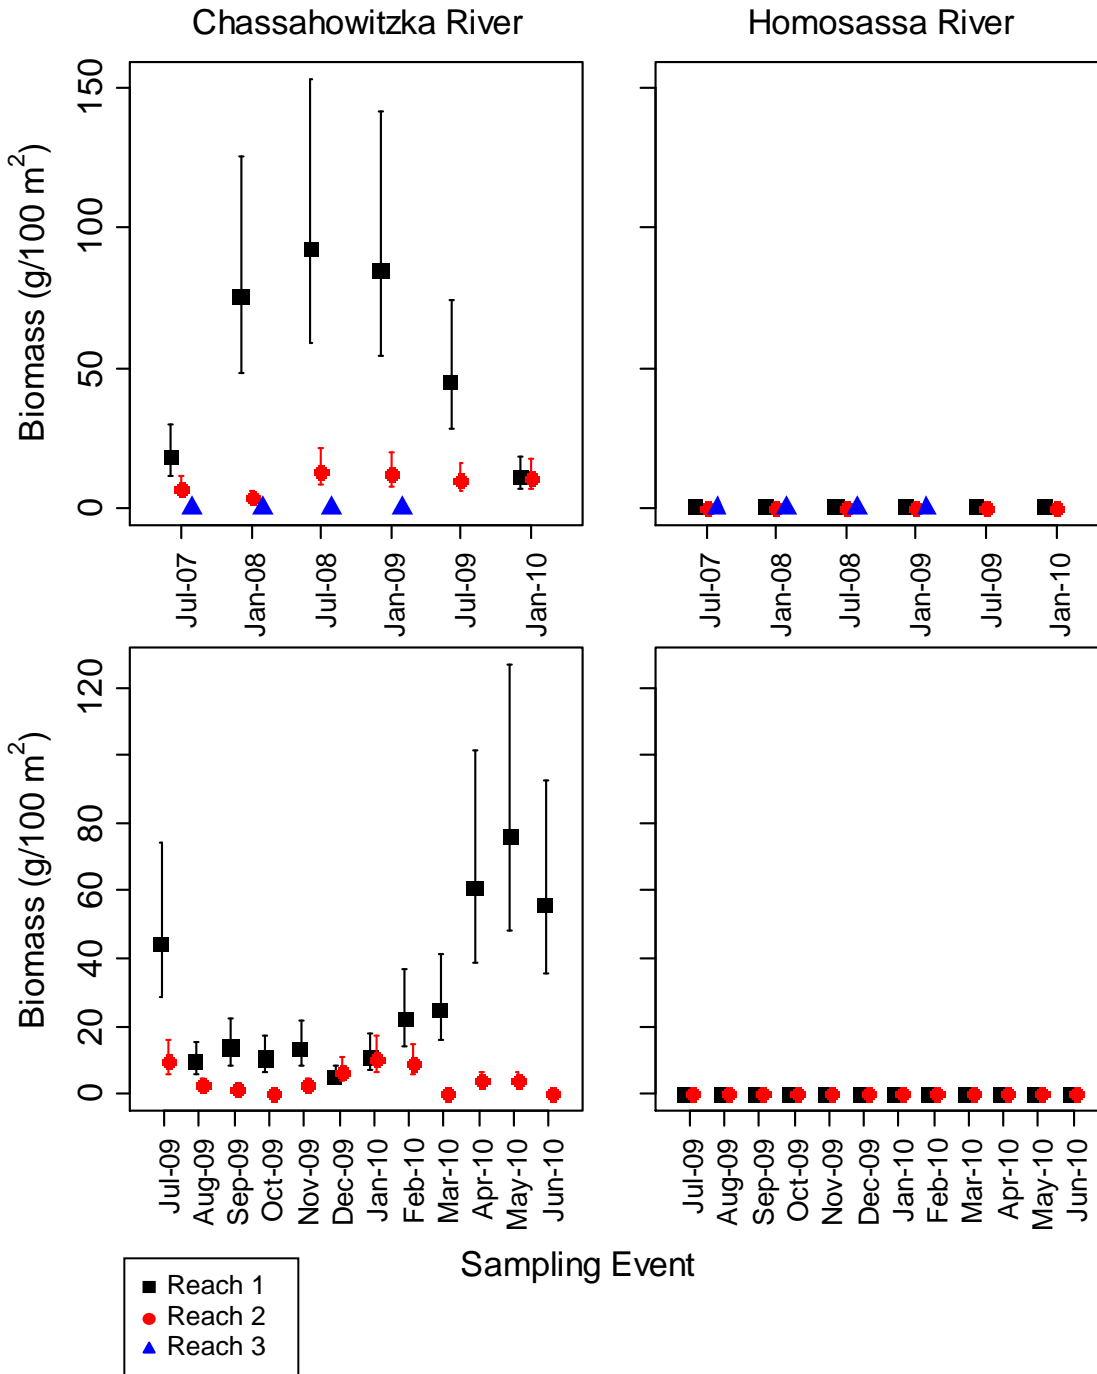 Chassahowitzka River
Homosassa River
Biomass (g/100 m²)
150
100
50
0
Jul-07
Jan-08
Jul-08
Jan-09
Jul-09
Jan-10
Jul-07
Jan-08
Jul-08
Jan-09
Jul-09
Jan-10
Biomass (g/100 m²)
120
80
60
40
20
0
Jul-09
Aug-09
Sep-09
Oct-09
Nov-09
Dec-09
Jan-10
Feb-10
Mar-10
Apr-10
May-10
Jun-10
Jul-09
Aug-09
Sep-09
Oct-09
Nov-09
Dec-09
Jan-10
Feb-10
Mar-10
Apr-10
May-10
Jun-10
Sampling Event
Reach 1
Reach 2
Reach 3